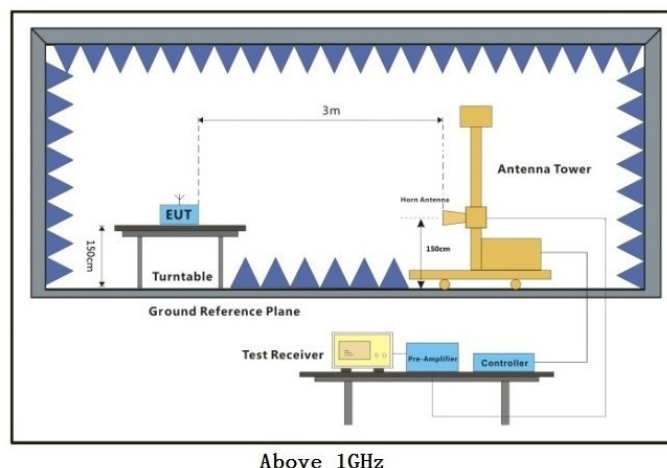 3m
Antenna Tower
Horn Antenna
EUT
150cm
150cm
Turntable
Ground Reference Plane
Test Receiver
Pre-Amplifier
Controller
Above 1GHz